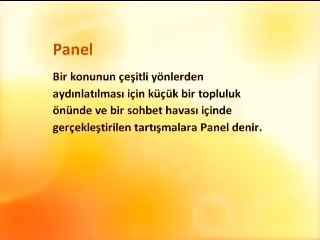 Panel
Bir konunun çeşitli yönlerden
aydınlatılması için küçük bir topluluk
önünde ve bir sohbet havası içinde
gerçekleştirilen tartışmalara Panel denir.